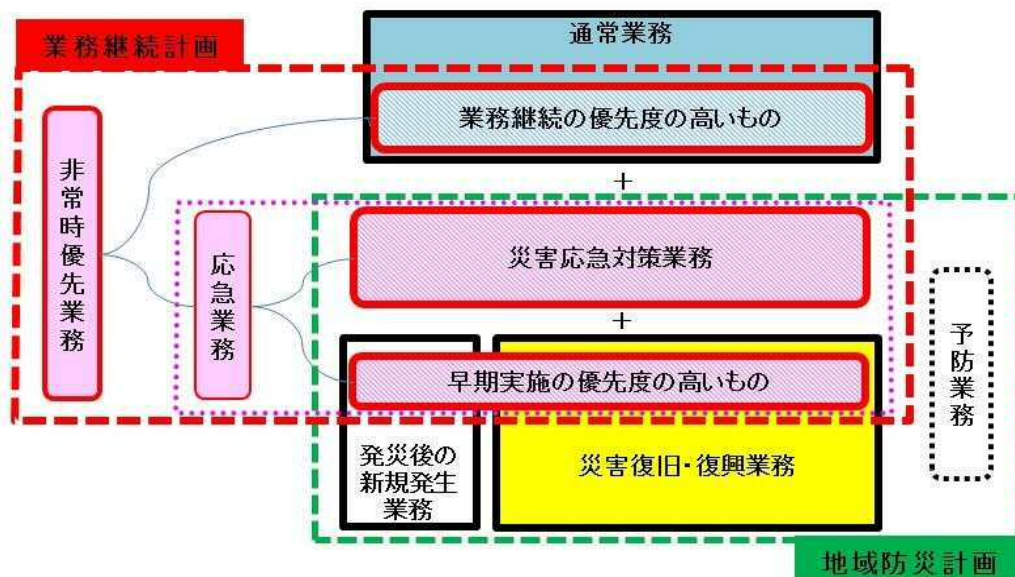 業務継続計画
通常業務
業務継続の優先度の高いもの
+
非常時優先業務
応急業務
災害応急対策業務
+
早期実施の優先度の高いもの
発災後の
新規発生
業務
災害復旧・復興業務
予防業務
地域防災計画